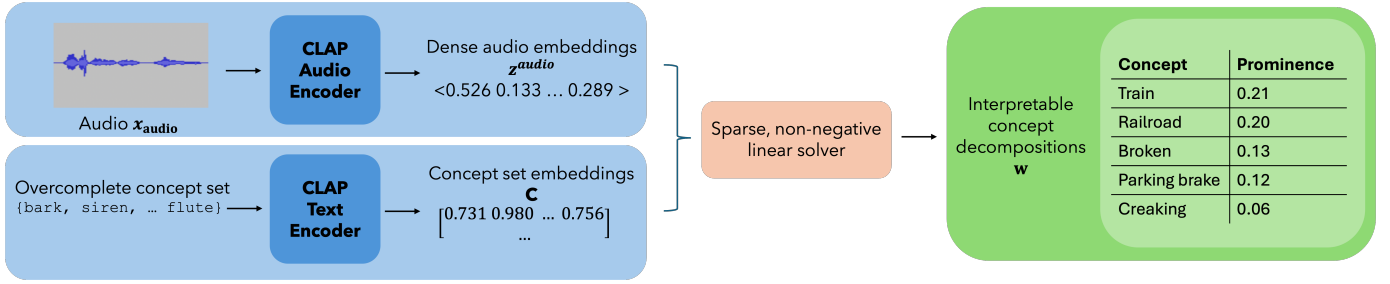 CLAP
Audio
Encoder
Audio x_audio
Dense audio embeddings
z^audio
<0.526 0.133 … 0.289 >
Overcomplete concept set
{bark, siren, … flute}
CLAP
Text
Encoder
Concept set embeddings
C
[0.731 0.980 … 0.756
…]
Sparse, non-negative
linear solver
Interpretable
concept
decompositions
w
Concept Prominence
Train 0.21
Railroad 0.20
Broken 0.13
Parking brake 0.12
Creaking 0.06